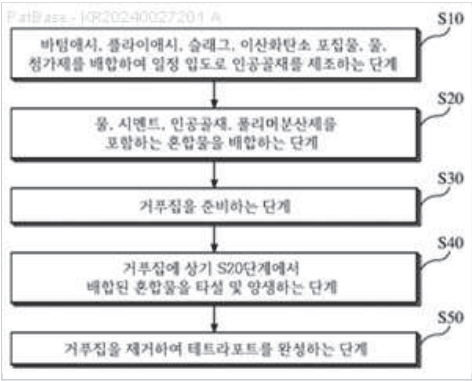 PatBase - KR20240027201 A
S10
바텀애시, 플라이애시, 슬래그, 이산화탄소 포집물, 물,
첨가제를 배합하여 일정 입도로 인공골재를 제조하는 단계
S20
물, 시멘트, 인공골재, 폴리머분산제를
포함하는 혼합물을 배합하는 단계
S30
거푸집을 준비하는 단계
S40
거푸집에 상기 S20단계에서
배합된 혼합물을 타설 및 양생하는 단계
S50
거푸집을 제거하여 테트라포트를 완성하는 단계